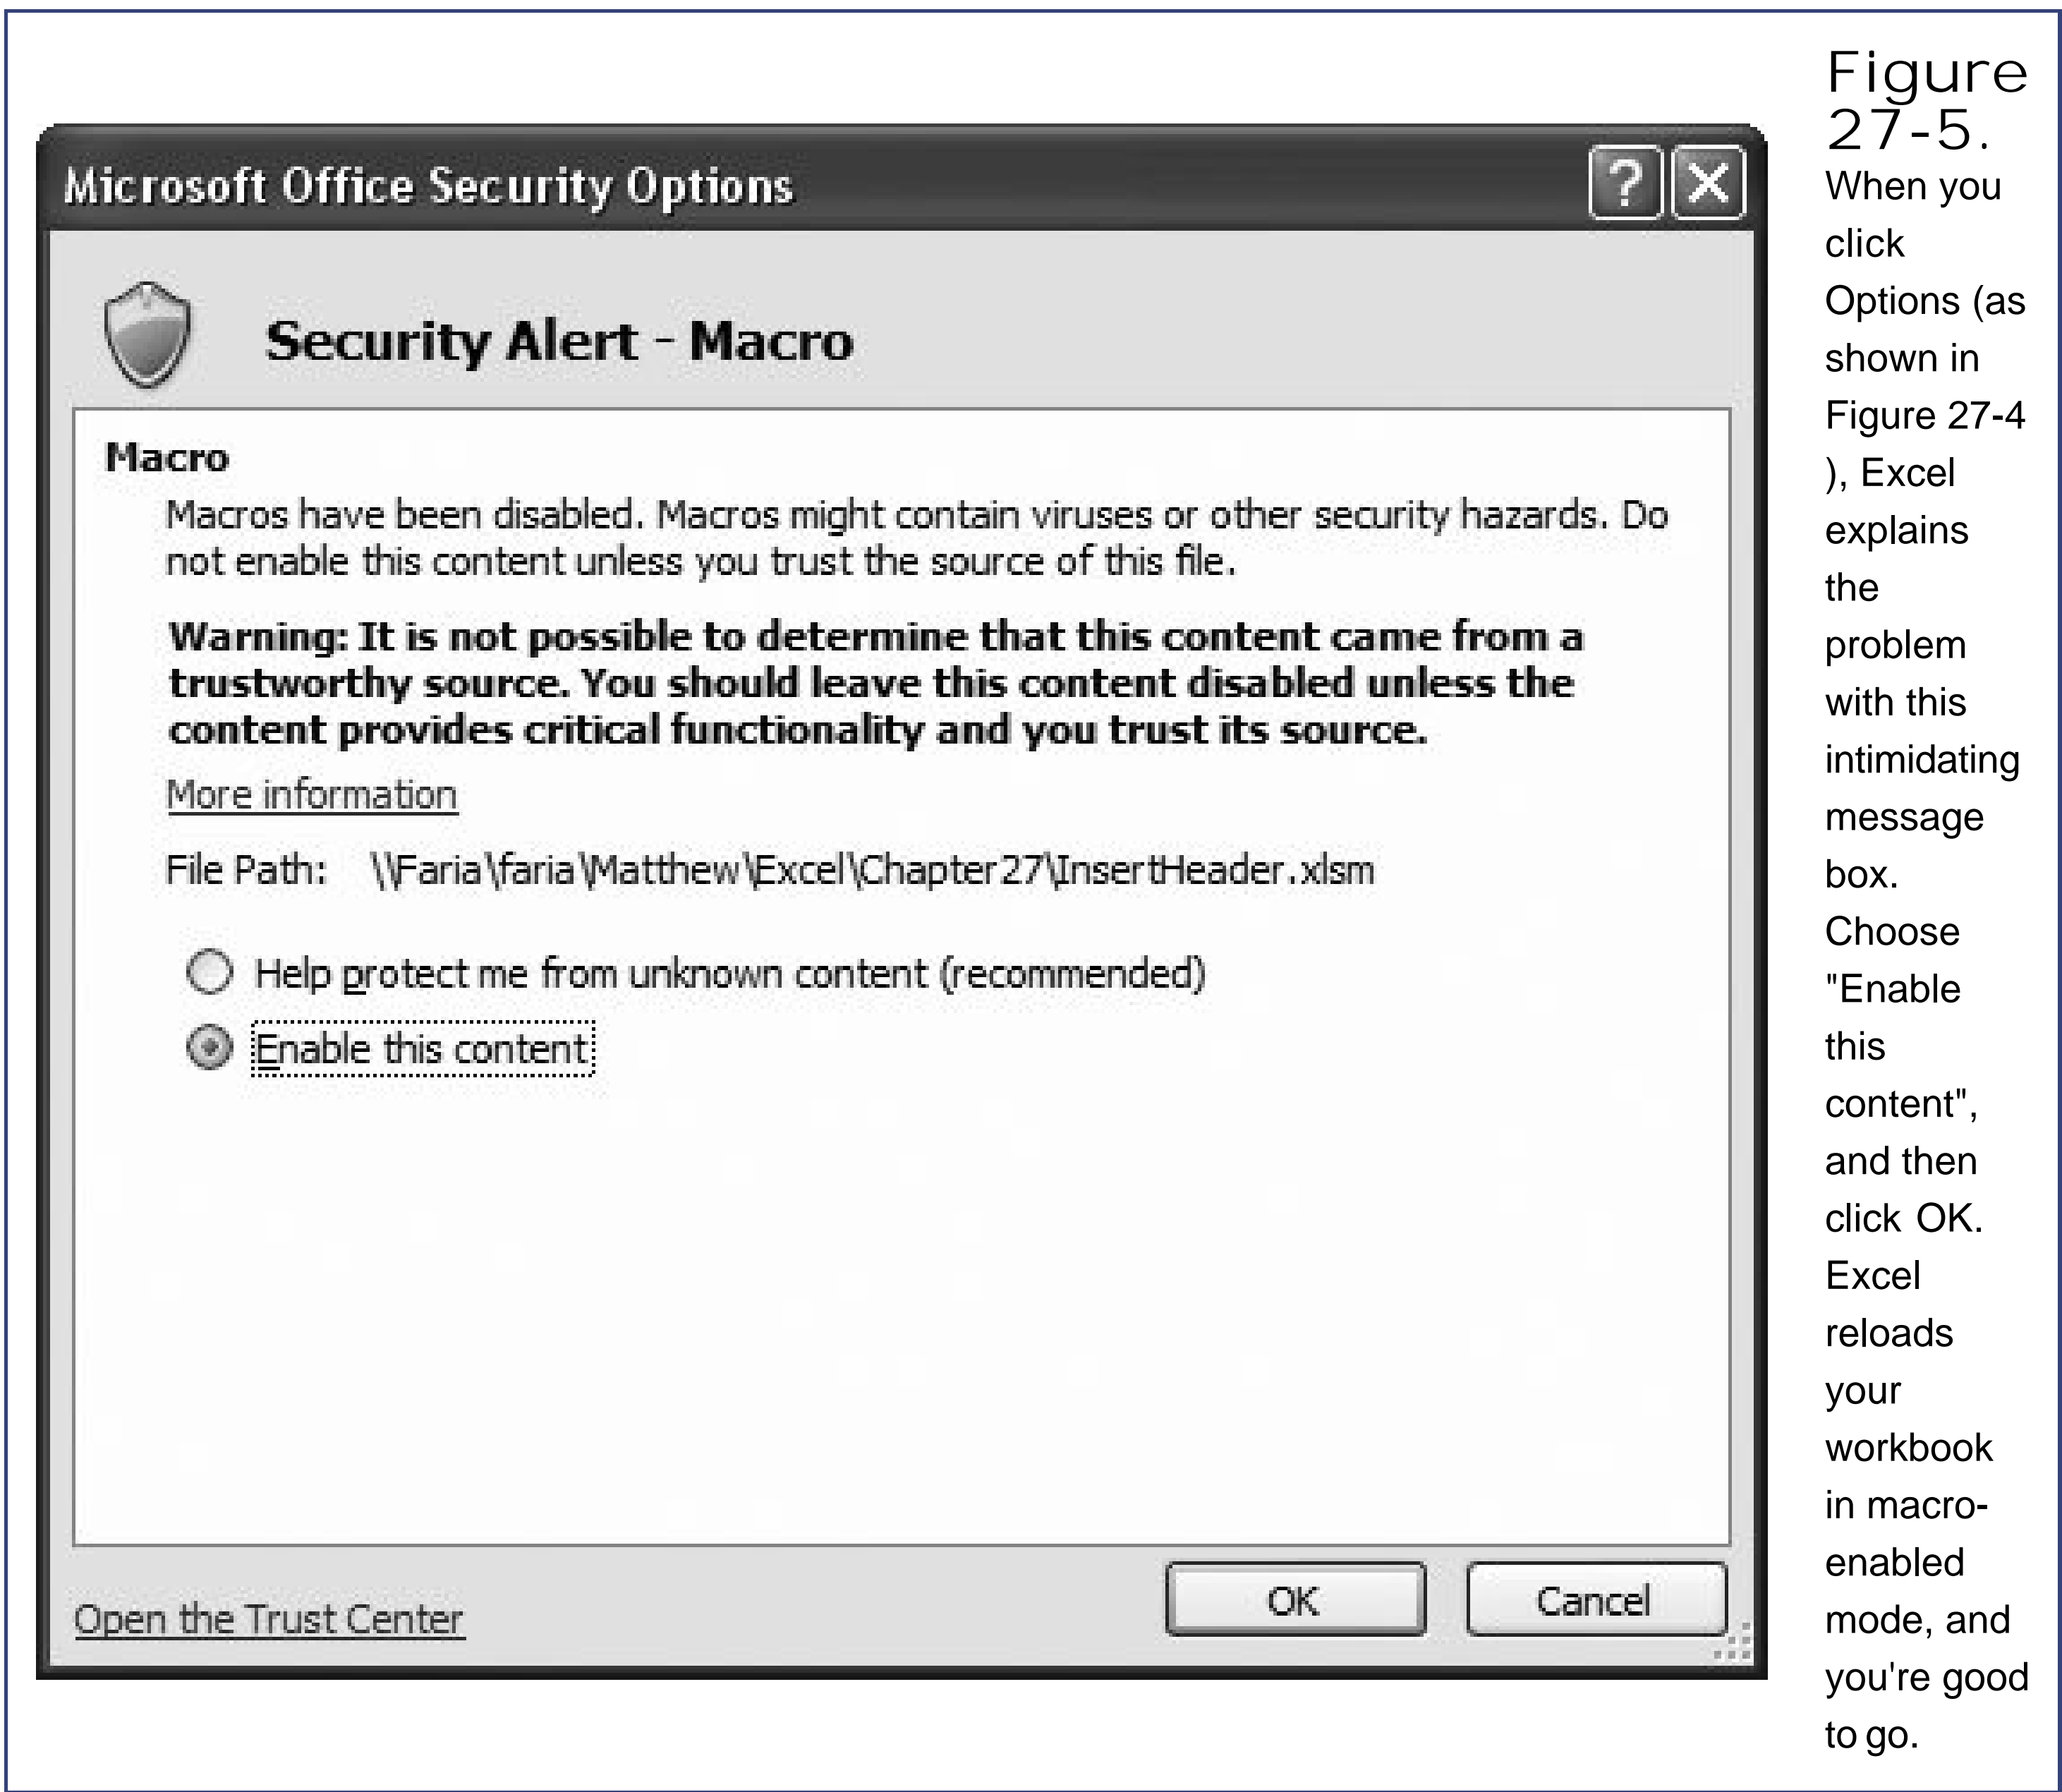 Microsoft Office Security Options
Security Alert - Macro
Macro
Macros have been disabled. Macros might contain viruses or other security hazards. Do
not enable this content unless you trust the source of this file.
Warning: It is not possible to determine that this content came from a
trustworthy source. You should leave this content disabled unless the
content provides critical functionality and you trust its source.
More information
File Path: \\Faria\faria\Matthew\Excel\Chapter27\InsertHeader.xlsm
Help protect me from unknown content (recommended)
Enable this content
Open the Trust Center
OK
Cancel
Figure
27-5.
When you
click
Options (as
shown in
Figure 27-4
), Excel
explains
the
problem
with this
intimidating
message
box.
Choose
"Enable
this
content",
and then
click OK.
Excel
reloads
your
workbook
in macro-
enabled
mode, and
you're good
to go.